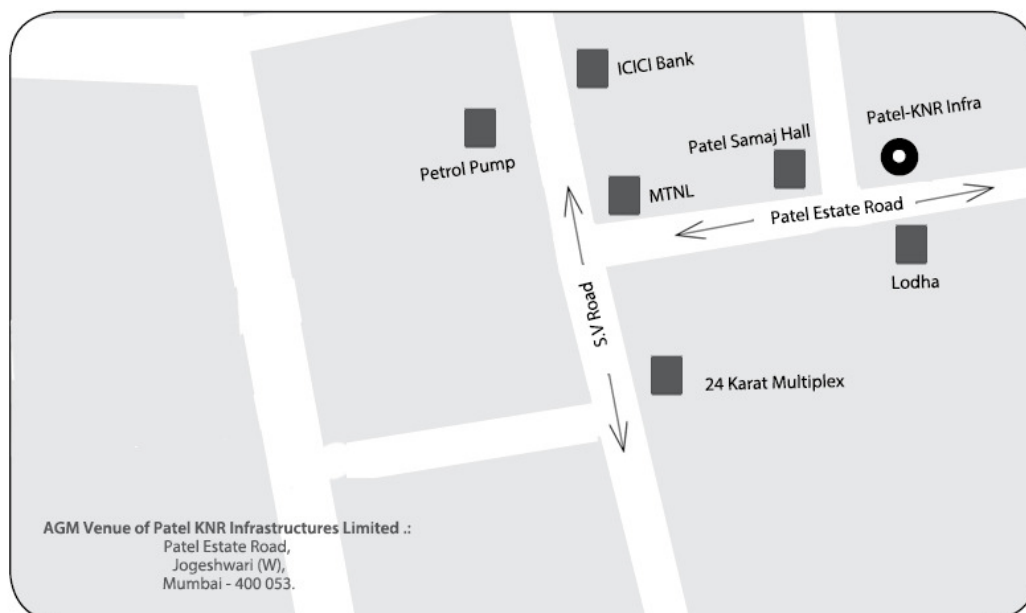 ICICI Bank
Patel-KNR Infra
Patel Samaj Hall
Petrol Pump
MTNL
Patel Estate Road
Lodha
S.V Road
24 Karat Multiplex
AGM Venue of Patel KNR Infrastructures Limited .:
Patel Estate Road,
Jogeshwari (W),
Mumbai - 400 053.